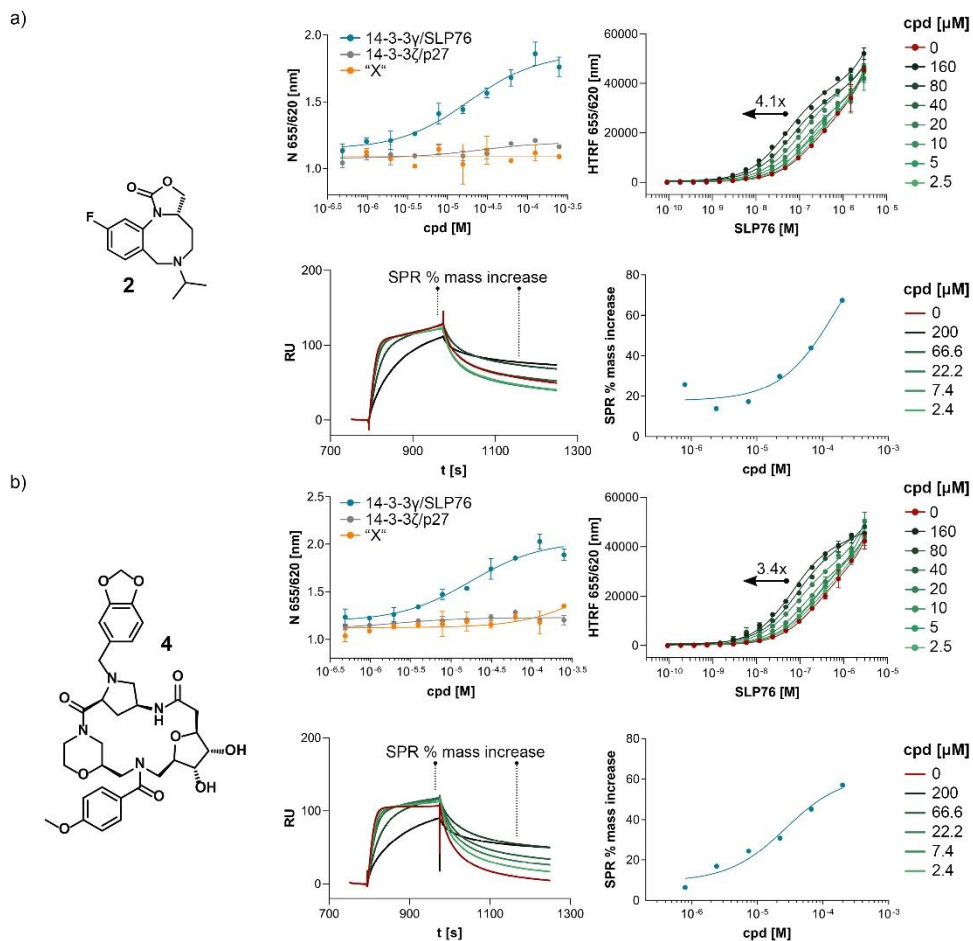 a)
2.0
1.5
1.0
N 655/620 [nm]
14-3-3γ/SLP76
14-3-3ζ/p27
"X"
10-6.5 10-6 10-5.5 10-5 10-4.5 10-4 10-3.5
cpd [M]
60000
40000
20000
0
HTRF 655/620 [nm]
4.1x
10-10 10-9 10-8 10-7 10-6 10-5
SLP76 [M]
cpd [µM]
0
160
80
40
20
10
5
2.5
O
O
N
F
N
2
200
100
0
RU
SPR % mass increase
700 900 1100 1300
t [s]
80
60
40
20
0
SPR % mass increase
10-6 10-5 10-4 10-3
cpd [M]
cpd [µM]
0
200
66.6
22.2
7.4
2.4
b)
2.5
2.0
1.5
1.0
N 655/620 [nm]
14-3-3γ/SLP76
14-3-3ζ/p27
"X"
10-6.5 10-6 10-5.5 10-5 10-4.5 10-4 10-3.5
cpd [M]
60000
40000
20000
0
HTRF 655/620 [nm]
3.4x
10-10 10-9 10-8 10-7 10-6 10-5
SLP76 [M]
cpd [µM]
0
160
80
40
20
10
5
2.5
O
O
4
N
O
O
NH
N
O
OH
O
N
OH
O
O
200
100
0
RU
SPR % mass increase
700 900 1100 1300
t [s]
80
60
40
20
0
SPR % mass increase
10-6 10-5 10-4 10-3
cpd [M]
cpd [µM]
0
200
66.6
22.2
7.4
2.4